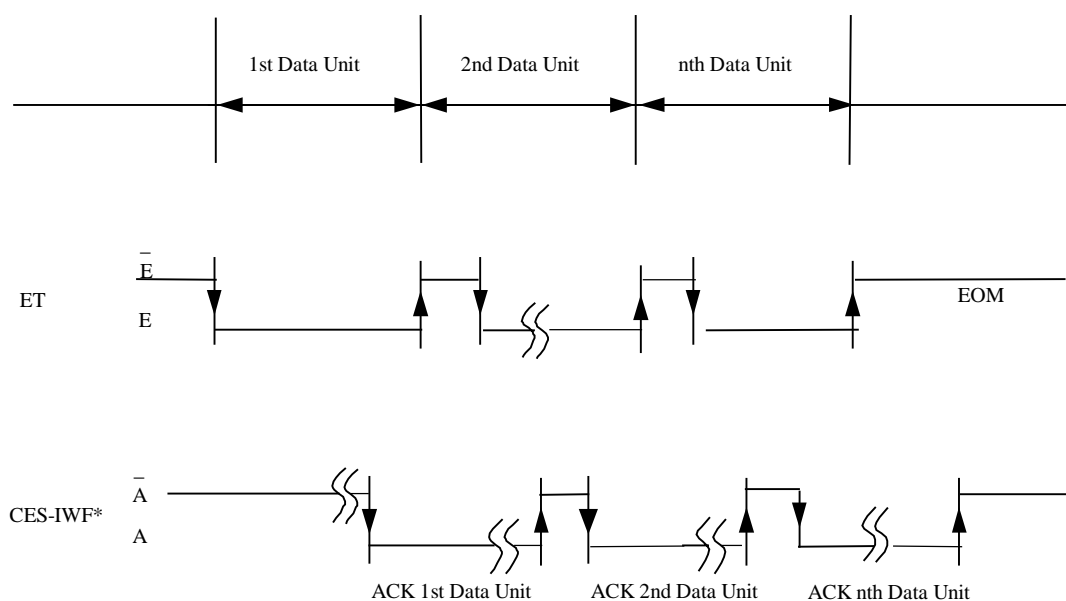 1st Data Unit 2nd Data Unit nth Data Unit
Ē
ET
E
EOM
Ā
CES-IWF*
A
ACK 1st Data Unit ACK 2nd Data Unit ACK nth Data Unit